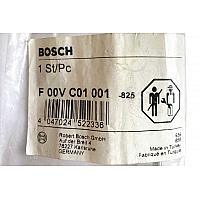 BOSCH
1 St/Pc
F 00V C01 001
-825
4 047024 522336
Robert Bosch GmbH
Auf der Breit 4
76227 Karlsruhe
GERMANY
Made in Turkey
Fabriqué en Turquie